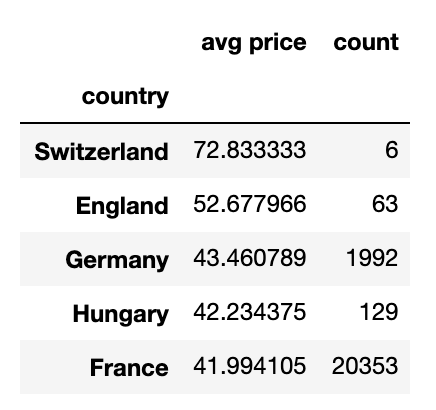 avg price count
country
Switzerland 72.833333 6
England 52.677966 63
Germany 43.460789 1992
Hungary 42.234375 129
France 41.994105 20353